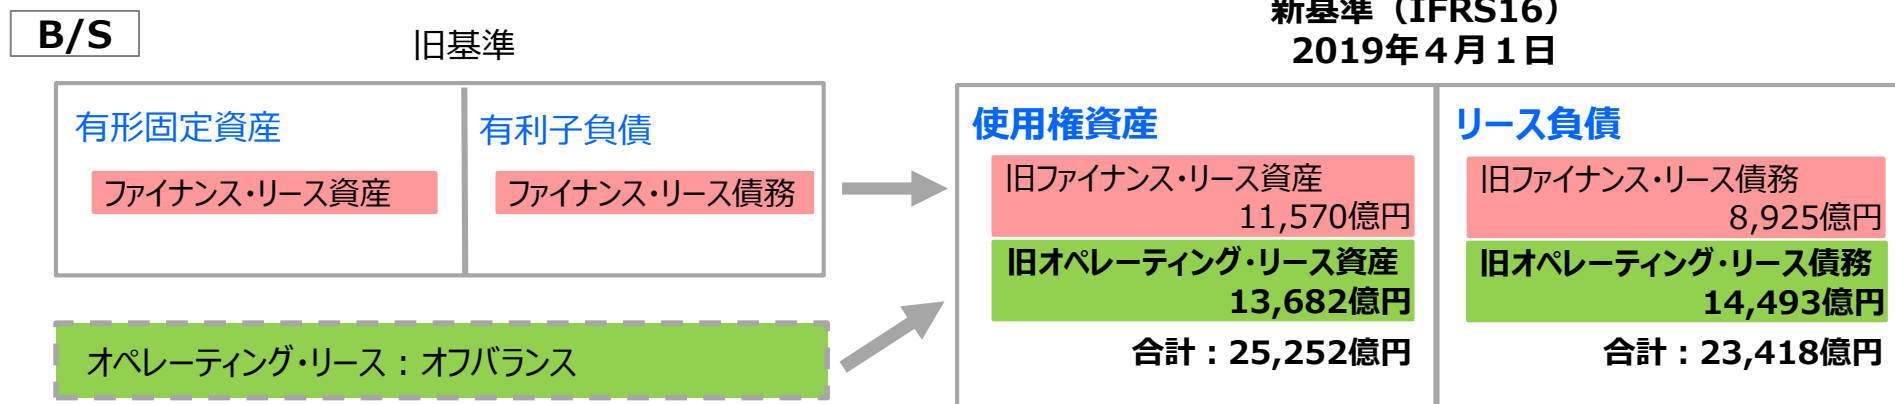 B/S
旧基準
新基準（IFRS16）
2019年４月１日
有形固定資産
ファイナンス・リース資産
有利子負債
ファイナンス・リース債務
オペレーティング・リース：オフバランス
使用権資産
旧ファイナンス・リース資産
11,570億円
旧オペレーティング・リース資産
13,682億円
合計：25,252億円
リース負債
旧ファイナンス・リース債務
8,925億円
旧オペレーティング・リース債務
14,493億円
合計：23,418億円